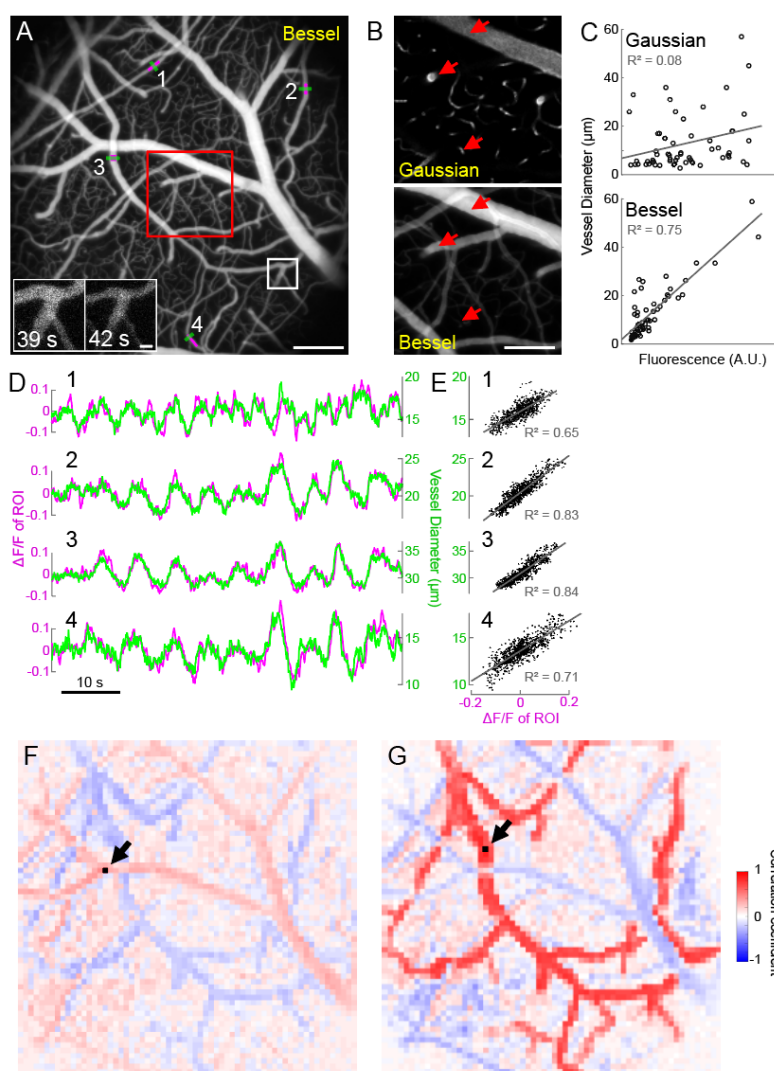 A
Bessel
1
2
3
4
39 s
42 s
B
Gaussian
Bessel
C
Gaussian
R² = 0.08
60
40
20
0
Bessel
R² = 0.75
60
40
20
0
Vessel Diameter (µm)
Fluorescence (A.U.)
D
1
0.1
0
-0.1
20
15
2
0.1
0
-0.1
25
20
3
0.1
0
-0.1
35
30
4
0.1
0
-0.1
15
10
ΔF/F of ROI
Vessel Diameter (µm)
10 s
E
20
15
1
R² = 0.65
25
20
2
R² = 0.83
35
30
3
R² = 0.84
15
10
4
R² = 0.71
-0.2
0
0.2
ΔF/F of ROI
F
G
1
0
-1